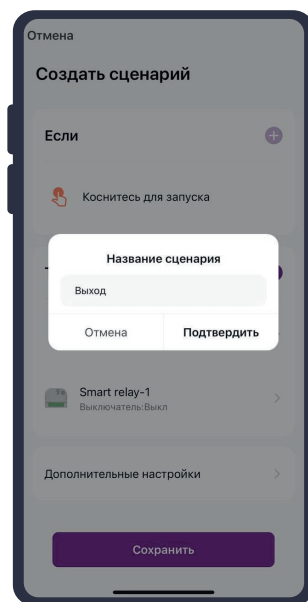 Отмена
Создать сценарий
Если
Коснитесь для запуска
Название сценария
Выход
Отмена Подтвердить
Smart relay-1
Выключатель:Выкл
Дополнительные настройки
Сохранить